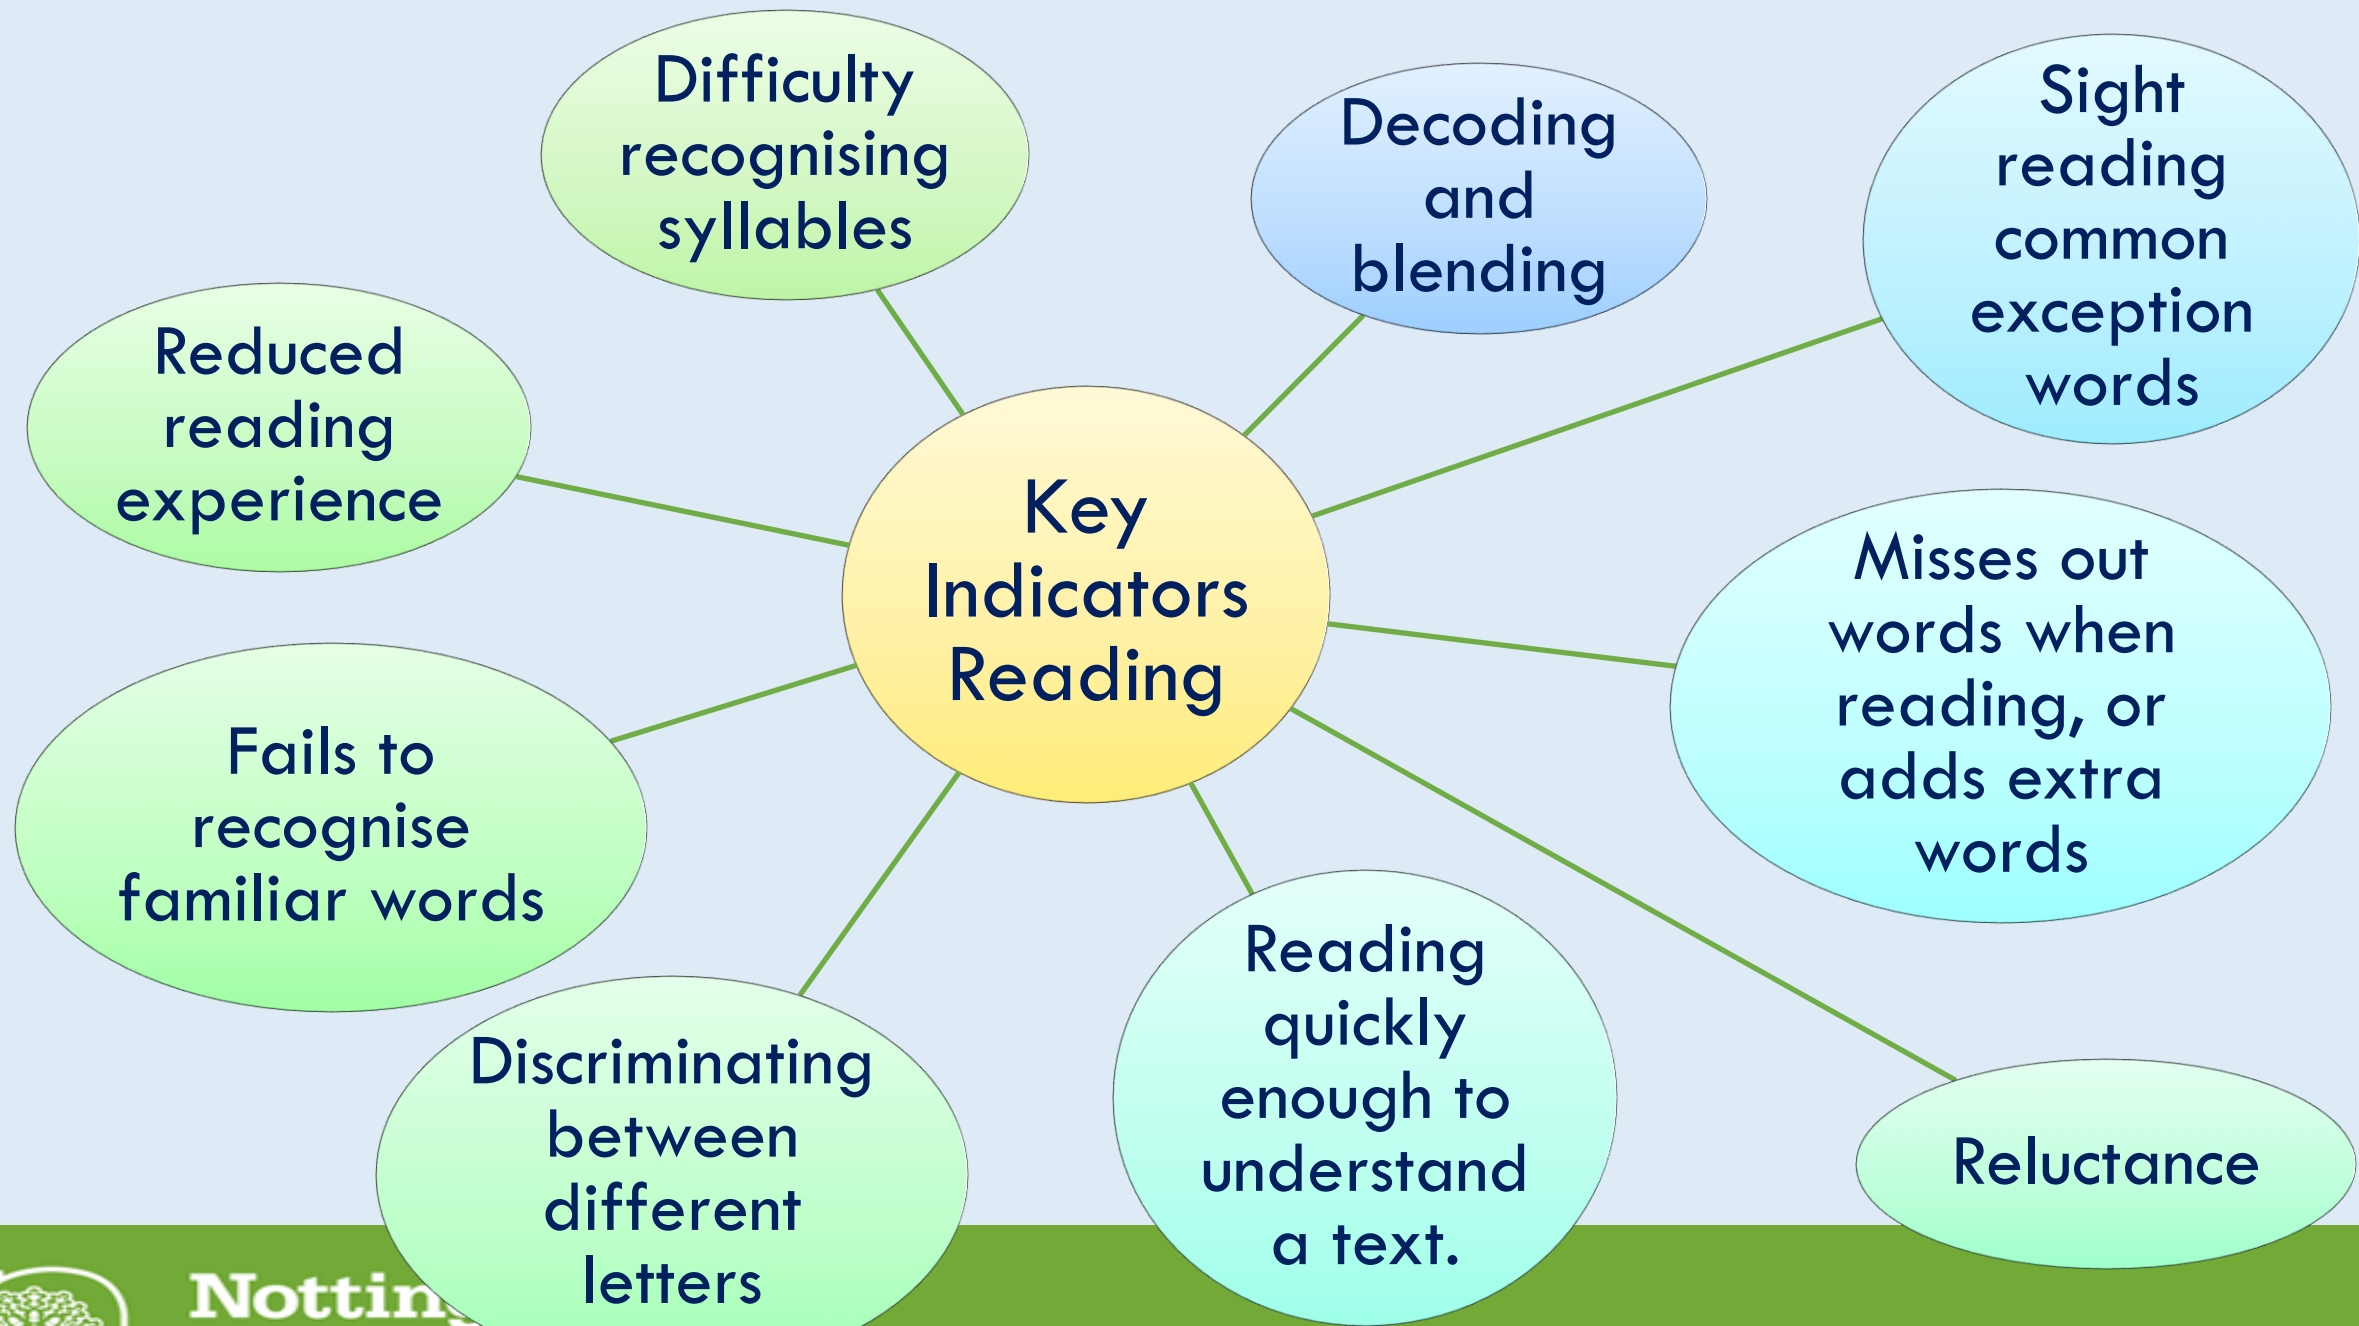 Difficulty
recognising
syllables
Decoding
and
blending
Sight
reading
common
exception
words
Reduced
reading
experience
Key
Indicators
Reading
Misses out
words when
reading, or
adds extra
words
Fails to
recognise
familiar words
Discriminating
between
different
letters
Reading
quickly
enough to
understand
a text.
Reluctance